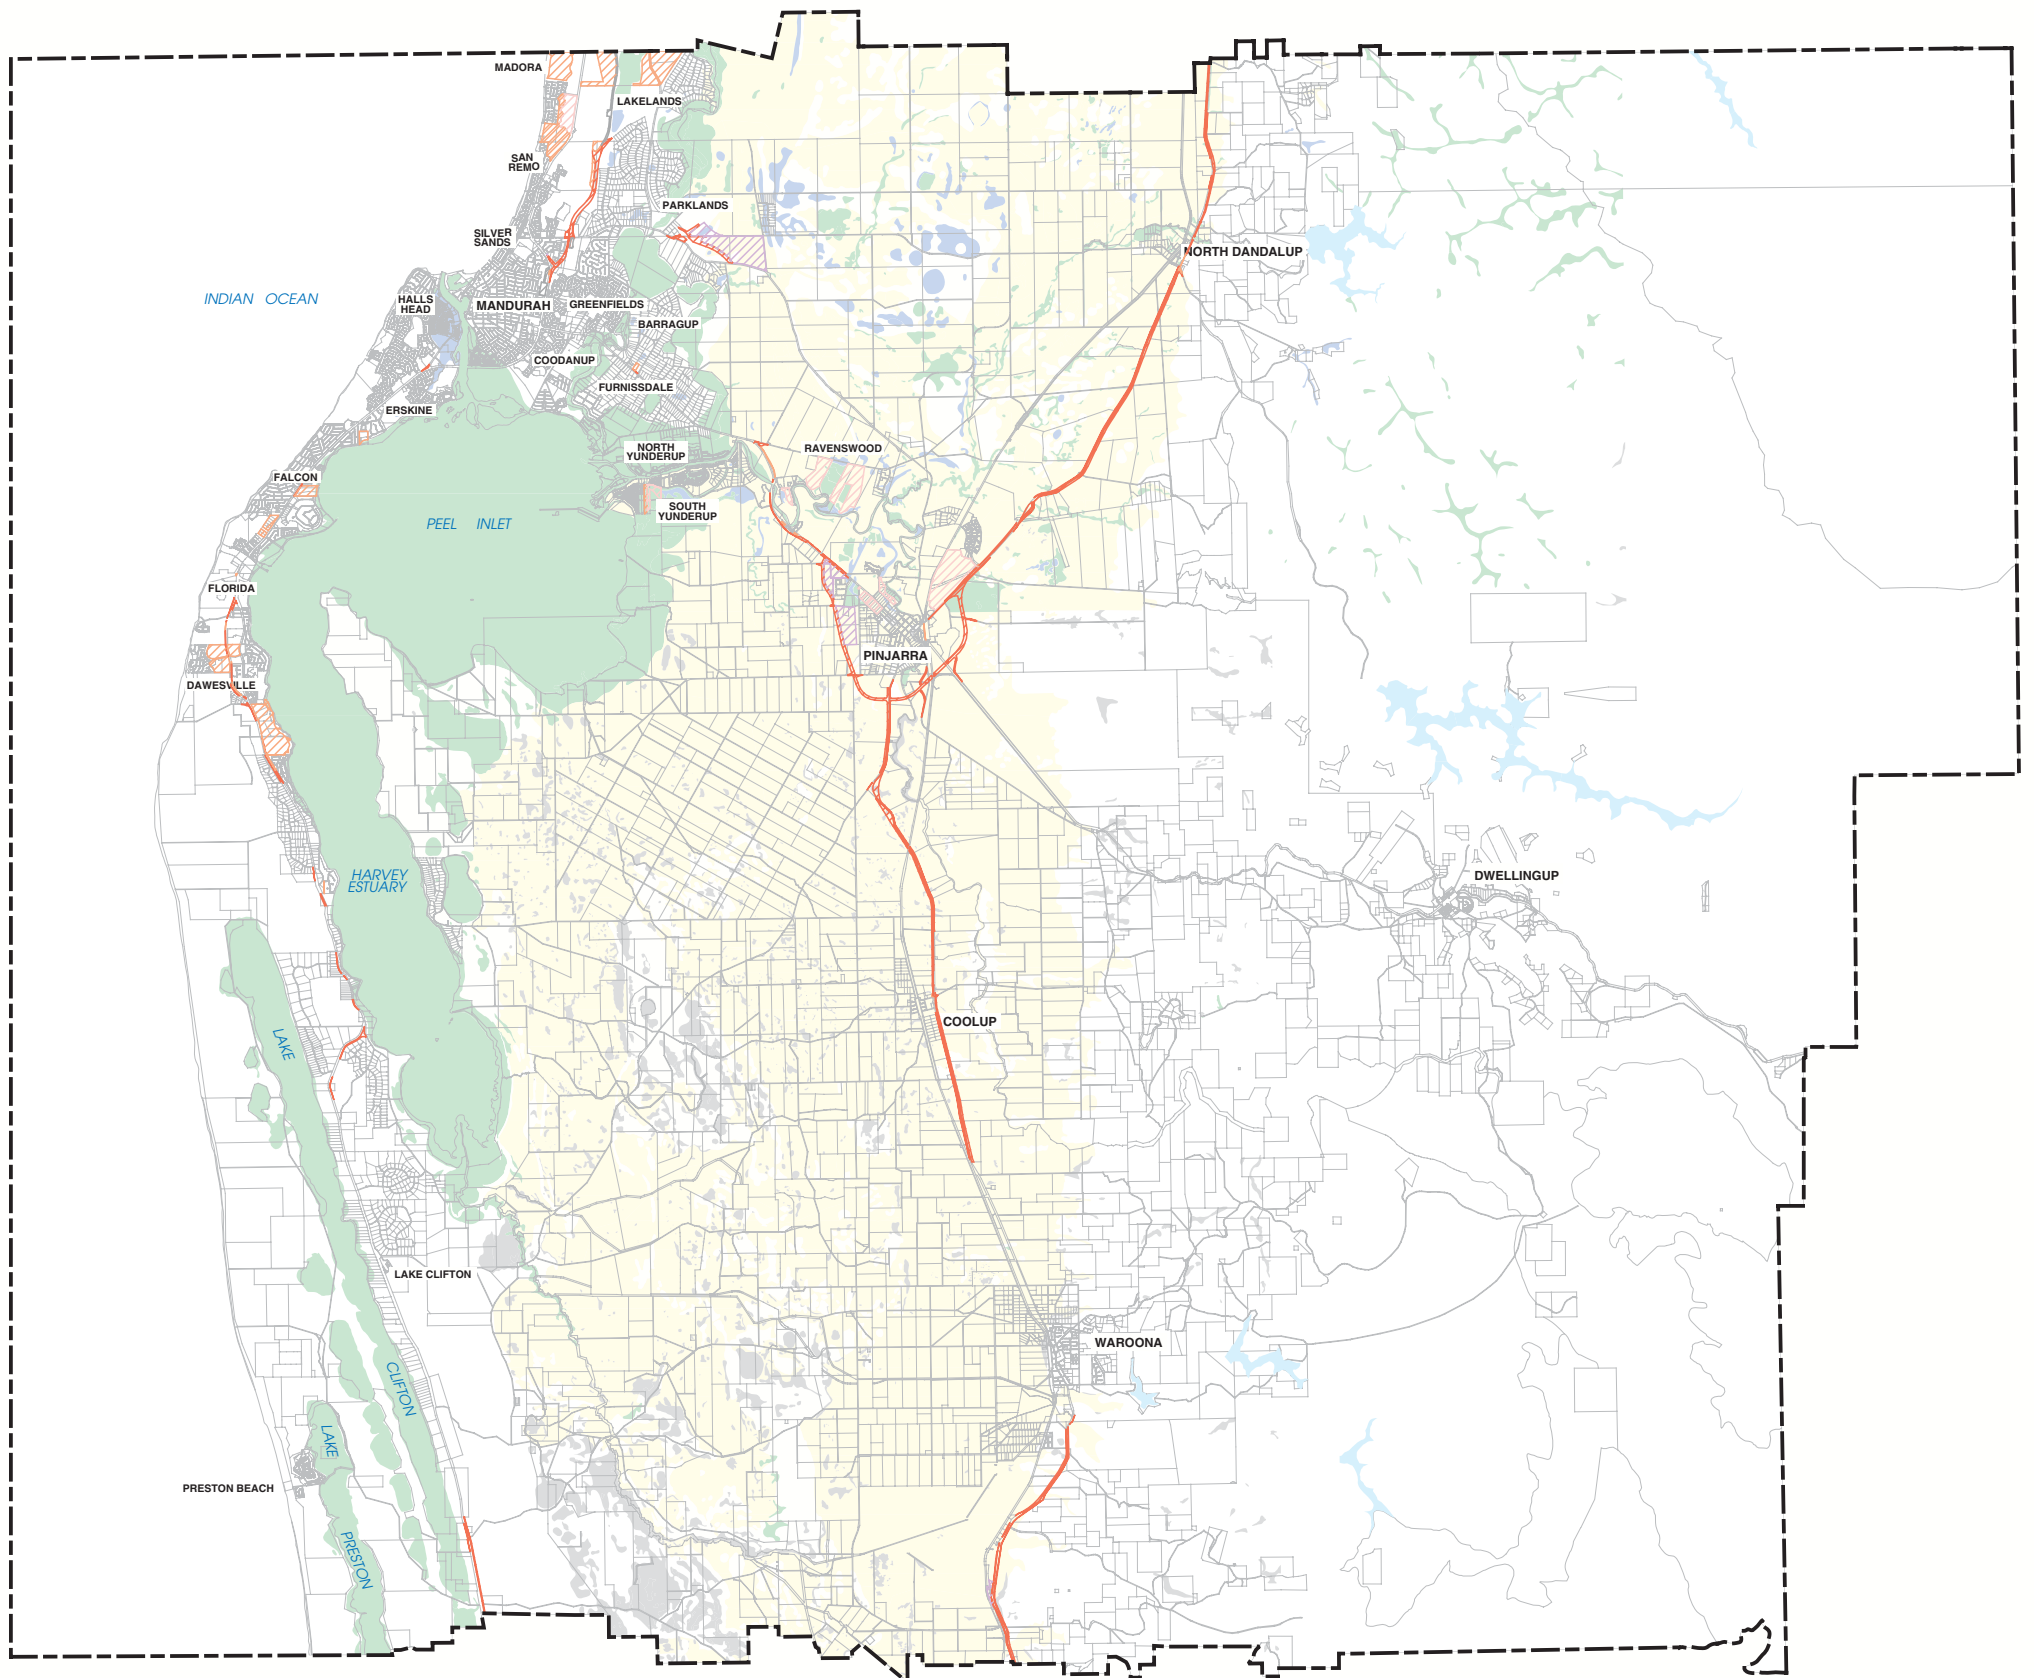 MADORA
LAKELANDS
SAN
REMO
PARKLANDS
SILVER
SANDS
NORTH DANDALUP
INDIAN OCEAN
HALLS
HEAD
MANDURAH
GREENFIELDS
BARRAGUP
COODANUP
FURNISSDALE
ERSKINE
RAVENSWOOD
NORTH
YUNDERUP
FALCON
SOUTH
YUNDERUP
PEEL INLET
FLORIDA
PINJARRA
DAWESVILLE
HARVEY
ESTUARY
DWELLINGUP
COOLUP
LAKE
LAKE CLIFTON
WAROONA
CLIFTON
LAKE
PRESTON BEACH
PRESTON